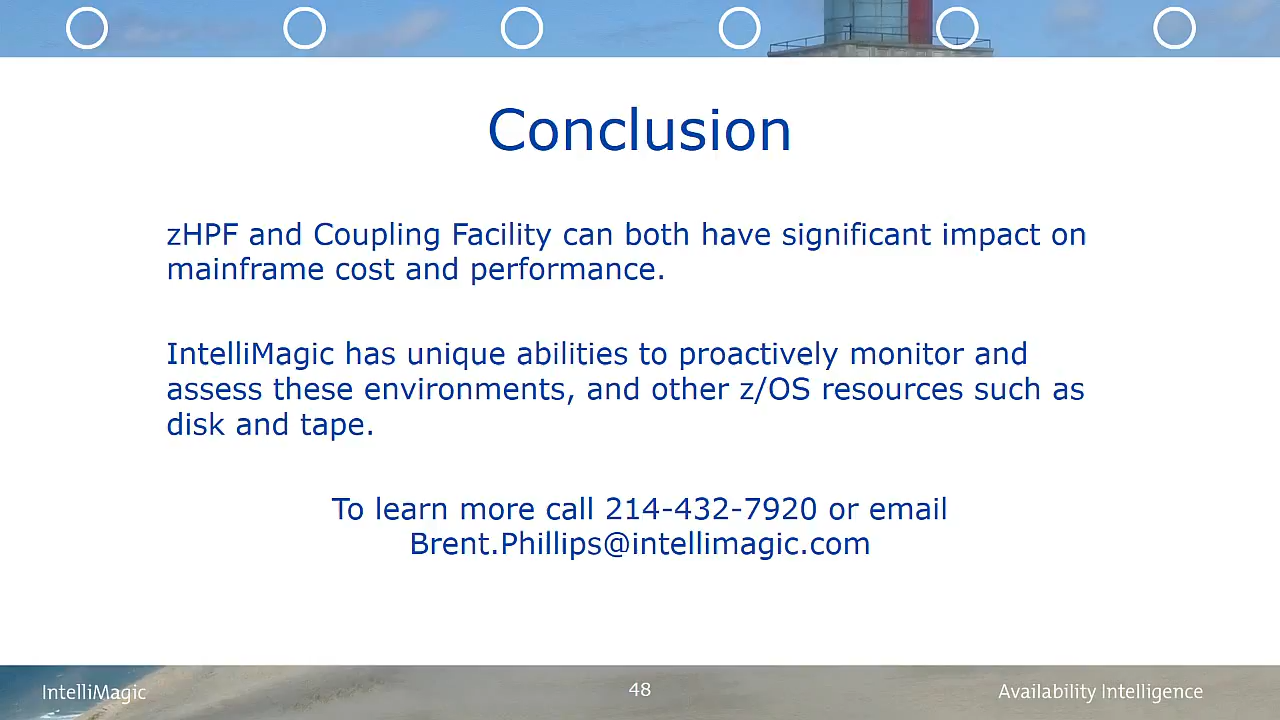 Conclusion
zHPF and Coupling Facility can both have significant impact on
mainframe cost and performance.
IntelliMagic has unique abilities to proactively monitor and
assess these environments, and other z/OS resources such as
disk and tape.
To learn more call 214-432-7920 or email
Brent.Phillips@intellimagic.com
IntelliMagic
48
Availability Intelligence